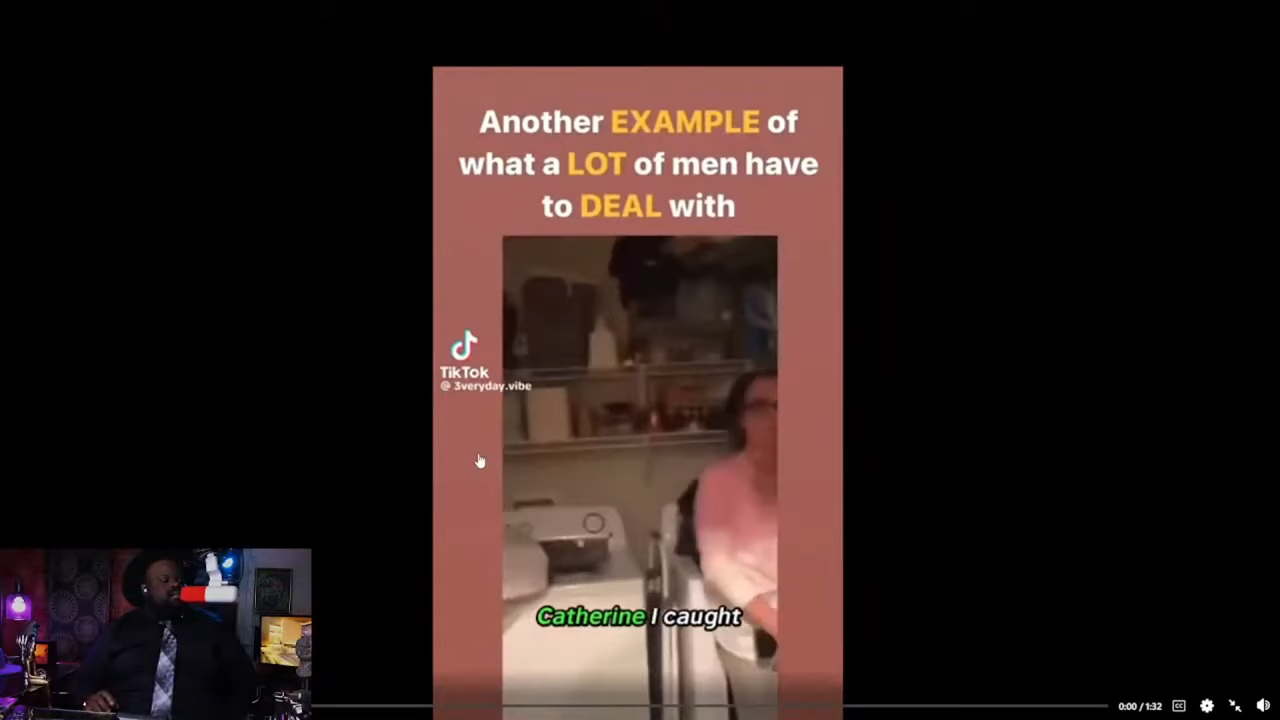 Another EXAMPLE of
what a LOT of men have
to DEAL with
TikTok
@ 3veryday.vibe
Catherine I caught
0:00 / 1:32
CC